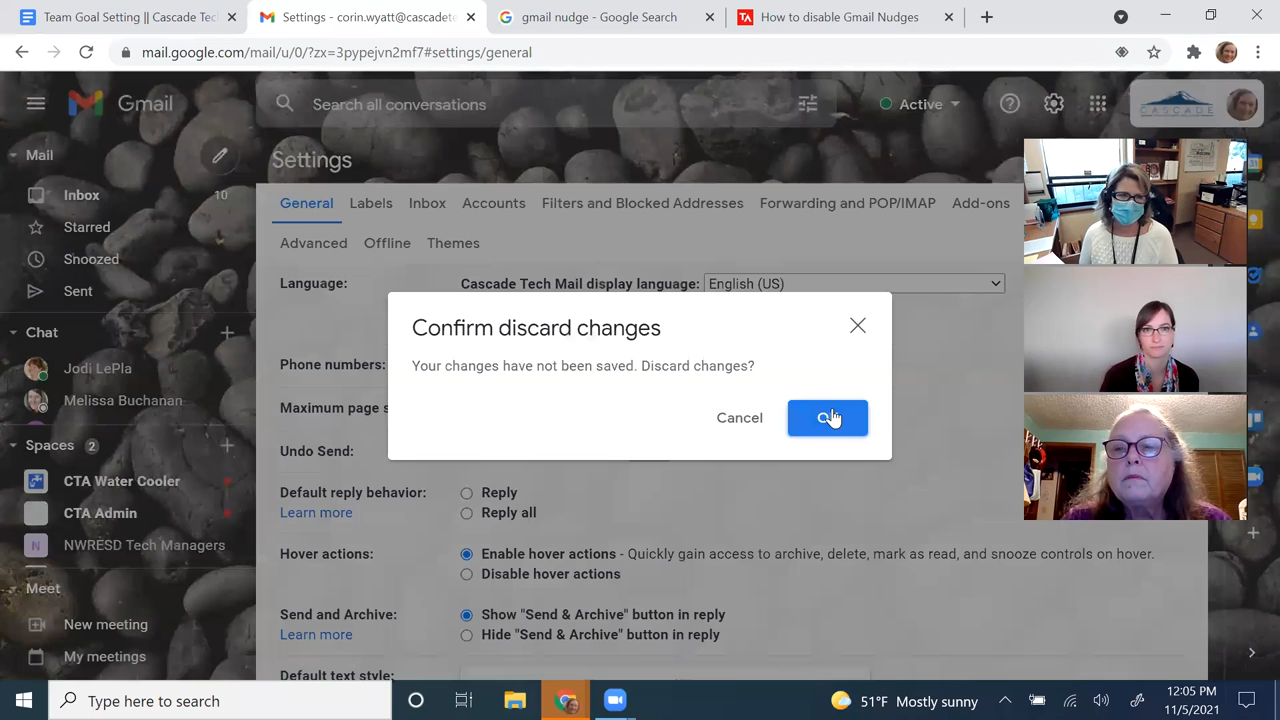 Team Goal Setting || Cascade Tec
Settings - corin.wyatt@cascadete
gmail nudge - Google Search
TA How to disable Gmail Nudges
mail.google.com/mail/u/0/?zx=3pypejvn2mf7#settings/general
Gmail
Search all conversations
Active
CASCADE
Mail
Settings
Inbox 10
General Labels Inbox Accounts Filters and Blocked Addresses Forwarding and POP/IMAP Add-ons
Starred
Advanced Offline Themes
Snoozed
Sent
Language: Cascade Tech Mail display language: English (US)
Chat
Confirm discard changes
Jodi LePla
Phone numbers:
Your changes have not been saved. Discard changes?
Melissa Buchanan
Maximum page s
Cancel
Spaces 2
Undo Send:
CTA Water Cooler
Default reply behavior: Reply
Learn more Reply all
CTA Admin
NWRESD Tech Managers
Hover actions: Enable hover actions - Quickly gain access to archive, delete, mark as read, and snooze controls on hover.
Disable hover actions
Meet
Send and Archive: Show "Send & Archive" button in reply
Learn more Hide "Send & Archive" button in reply
New meeting
My meetings
Default text style:
Type here to search
51°F Mostly sunny
12:05 PM
11/5/2021